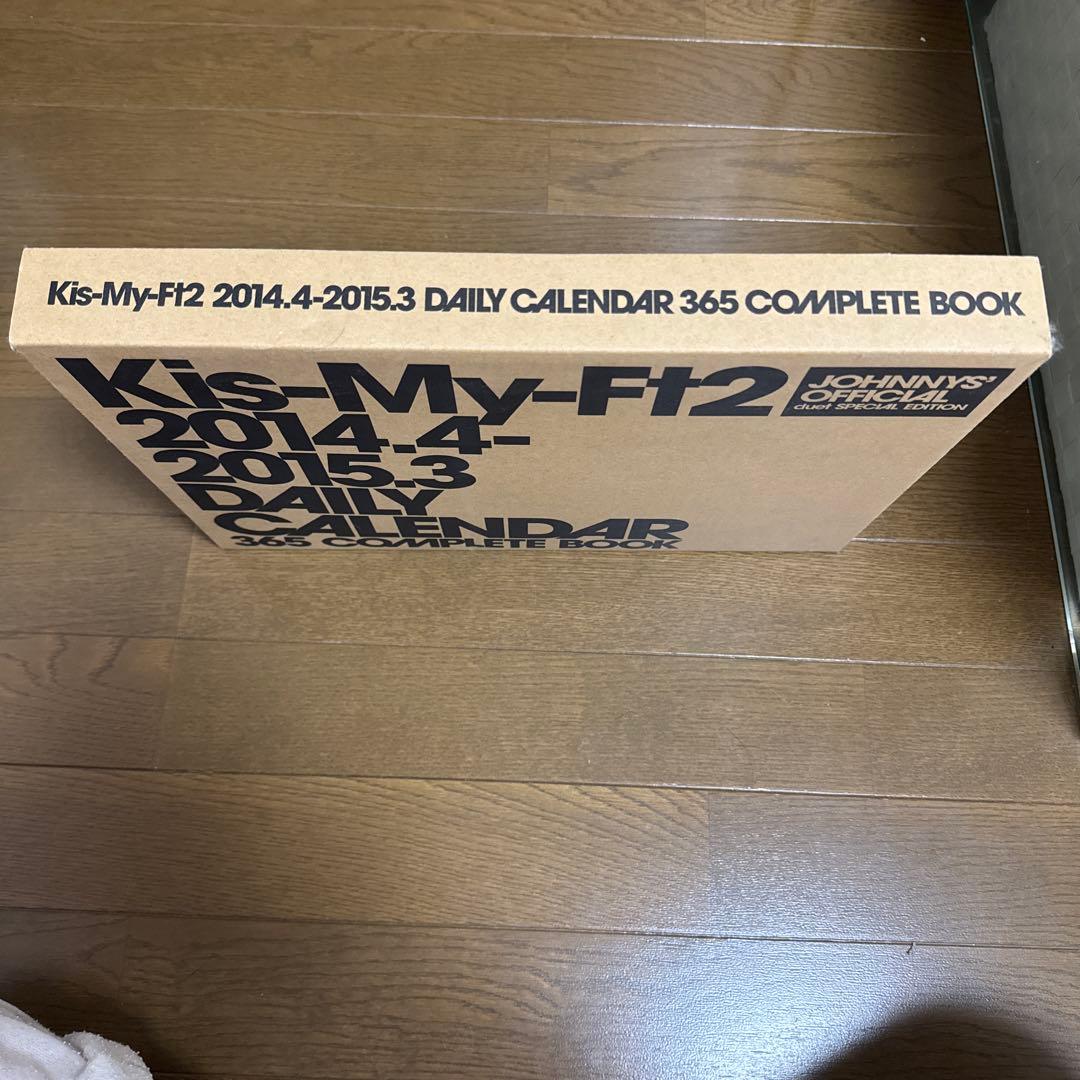 Kis-My-Ft2 2014.4-2015.3 DAILY CALENDAR 365 COMPLETE BOOK
Kis-My-Ft2
2014.4-
2015.3
DAILY
CALENDAR
365 COMPLETE BOOK
JOHNNYS'
OFFICIAL
duet SPECIAL EDITION